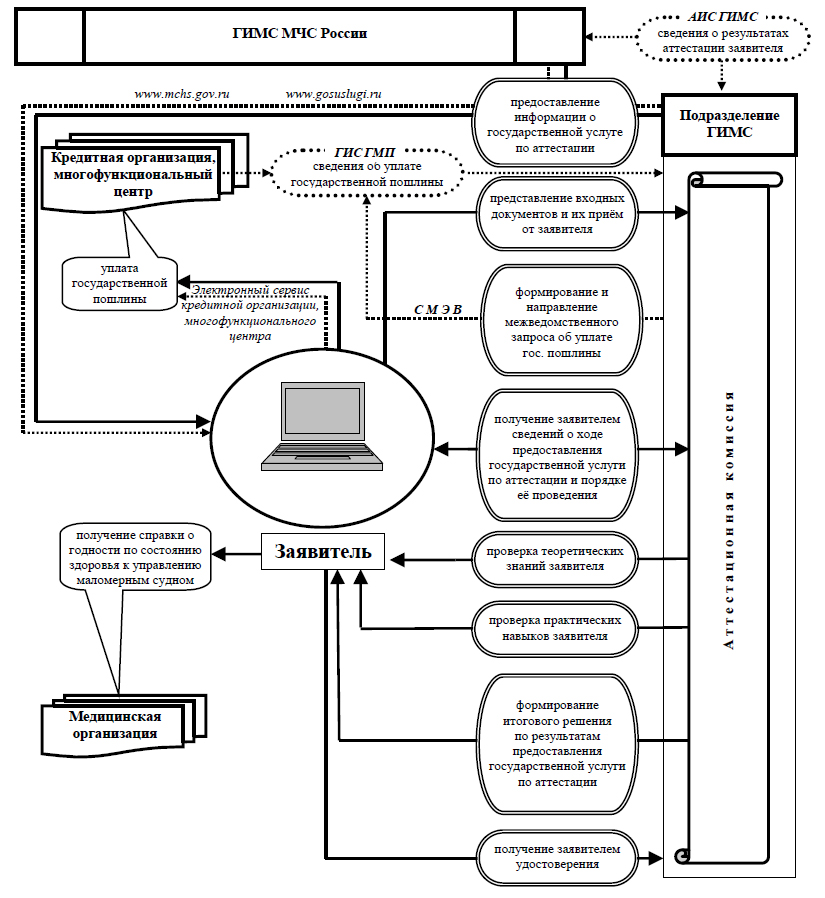 ГИМС МЧС России
АИС ГИМС
сведения о результатах
аттестации заявителя
www.mchs.gov.ru
www.gosuslugi.ru
предоставление
информации о
государственной услуге
по аттестации
Подразделение
ГИМС
Кредитная организация,
многофункциональный
центр
ГИС ГМП
сведения об уплате
государственной пошлины
представление входных
документов и их приём
от заявителя
уплата
государственной
пошлины
Электронный сервис
кредитной организации,
многофункционального
центра
С М Э В
формирование и
направление
межведомственного
запроса об уплате
гос. пошлины
получение заявителем
сведений о ходе
предоставления
государственной услуги
по аттестации и порядке
её проведения
Аттестационная комиссия
получение справки о
годности по состоянию
здоровья к управлению
маломерным судном
Заявитель
проверка теоретических
знаний заявителя
проверка практических
навыков заявителя
Медицинская
организация
формирование
итогового решения
по результатам
предоставления
государственной услуги
по аттестации
получение заявителем
удостоверения